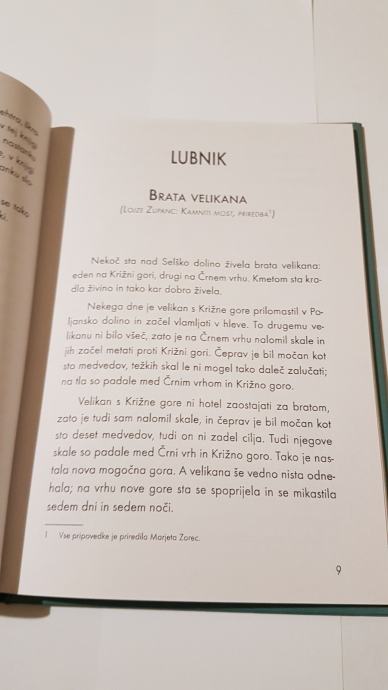 LUBNIK
BRATA VELIKANA
(LOJZE ZUPANC: KAMNITI MOST, PRIREDBA¹)
Nekoč sta nad Selško dolino živela brata velikana:
eden na Križni gori, drugi na Črnem vrhu. Kmetom sta kra-
dla živino in tako kar dobro živela.
Nekega dne je velikan s Križne gore prilomastil v Po-
ljansko dolino in začel vlamljati v hleve. To drugemu ve-
likanu ni bilo všeč, zato je na Črnem vrhu nalomil skale in
jih začel metati proti Križni gori. Čeprav je bil močan kot
sto medvedov, težkih skal le ni mogel tako daleč zalučati;
na tla so padale med Črnim vrhom in Križno goro.
Velikan s Križne gore ni hotel zaostajati za bratom,
zato je tudi sam nalomil skale, in čeprav je bil močan kot
sto deset medvedov, tudi on ni zadel cilja. Tudi njegove
skale so padale med Črni vrh in Križno goro. Tako je nas-
tala nova mogočna gora. A velikana še vedno nista odne-
hala; na vrhu nove gore sta se spoprijela in se mikastila
sedem dni in sedem noči.
1 Vse pripovedke je priredila Marjeta Zorec.
9
v tej knjigi
nastanku
v knjigi
se tako